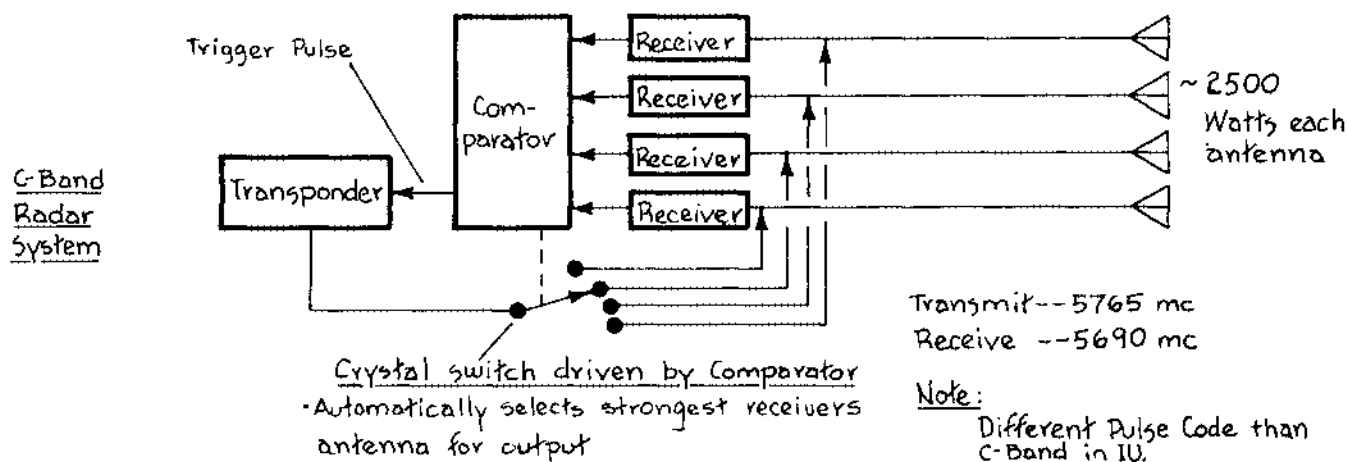 Trigger Pulse
Com-
parator
Receiver
Receiver
Receiver
Receiver
~ 2500
Watts each
antenna
C-Band
Radar
System
Transponder
Transmit--5765 mc
Receive --5690 mc
Crystal switch driven by Comparator
·Automatically selects strongest receivers
antenna for output
Note:
Different Pulse Code than
C-Band in IU.